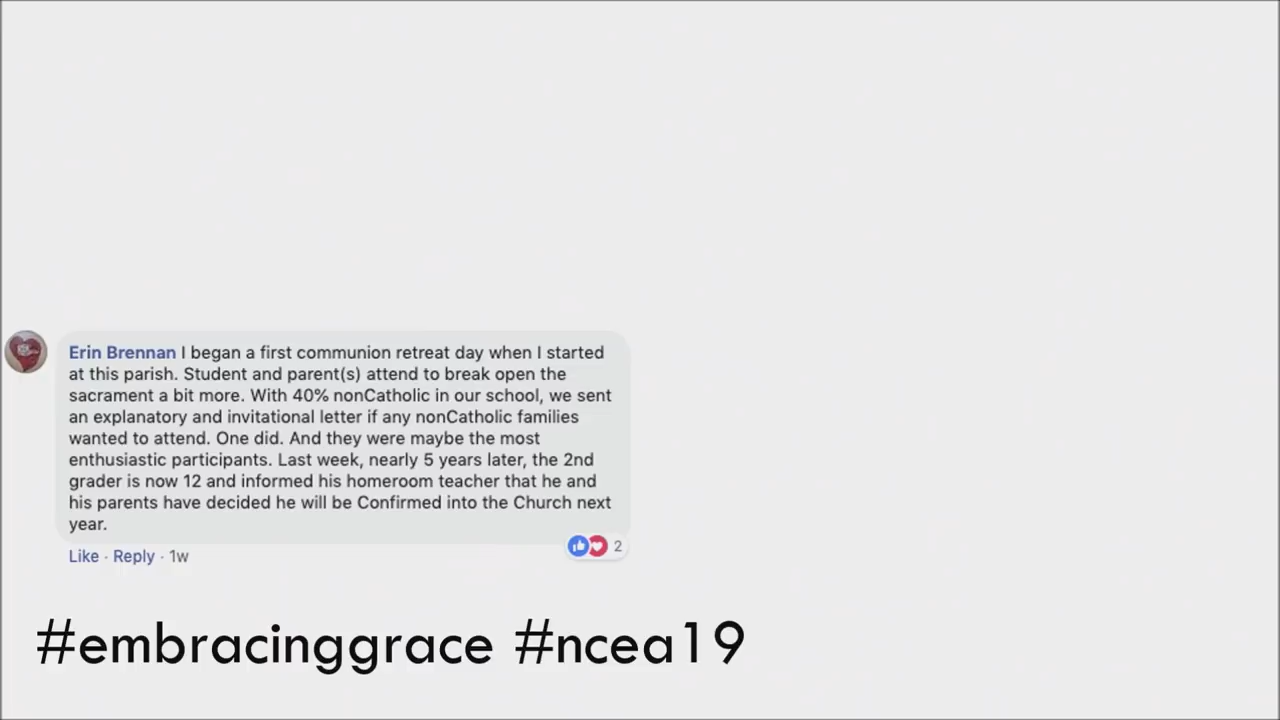 Erin Brennan I began a first communion retreat day when I started
at this parish. Student and parent(s) attend to break open the
sacrament a bit more. With 40% nonCatholic in our school, we sent
an explanatory and invitational letter if any nonCatholic families
wanted to attend. One did. And they were maybe the most
enthusiastic participants. Last week, nearly 5 years later, the 2nd
grader is now 12 and informed his homeroom teacher that he and
his parents have decided he will be Confirmed into the Church next
year.
Like · Reply · 1w
2
#embracinggrace #ncea19